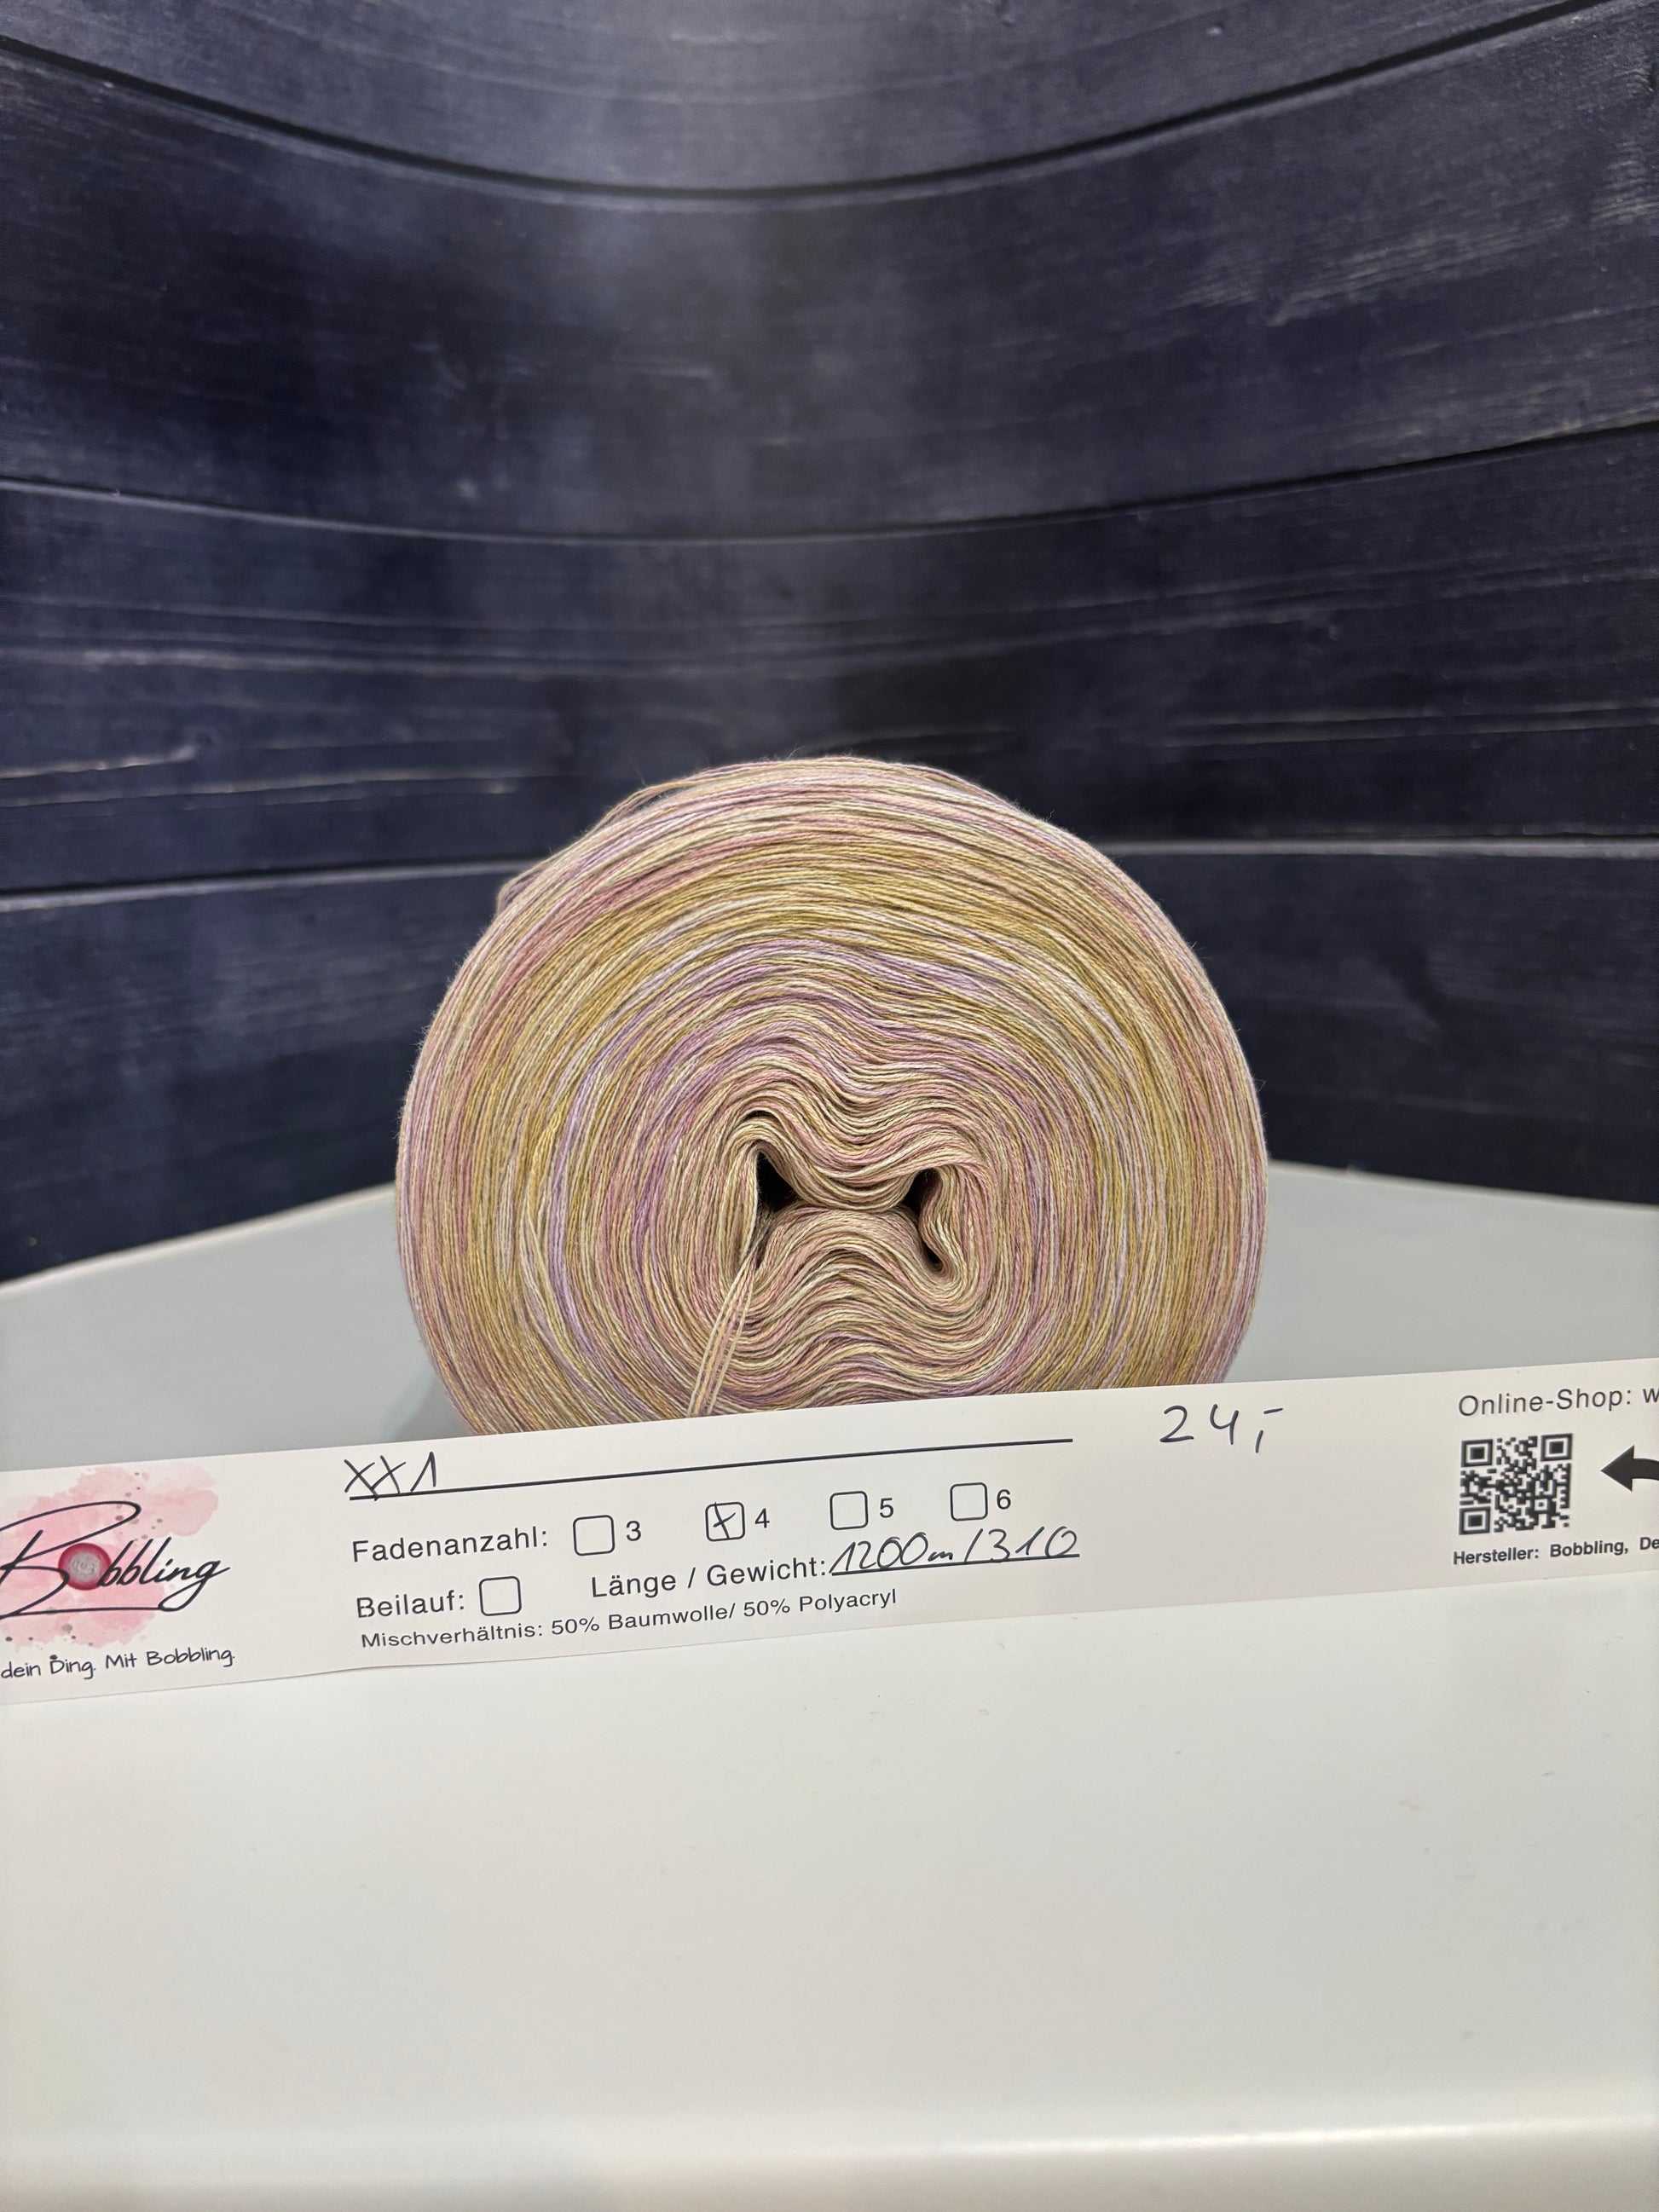 XX1
24,-
Fadenanzahl: 3 4 5 6
Beilauf: Länge / Gewicht: 1200m/310
Mischverhältnis: 50% Baumwolle/ 50% Polyacryl
Bobbling
dein Ding. Mit Bobbling.
Online-Shop: w
Hersteller: Bobbling, De